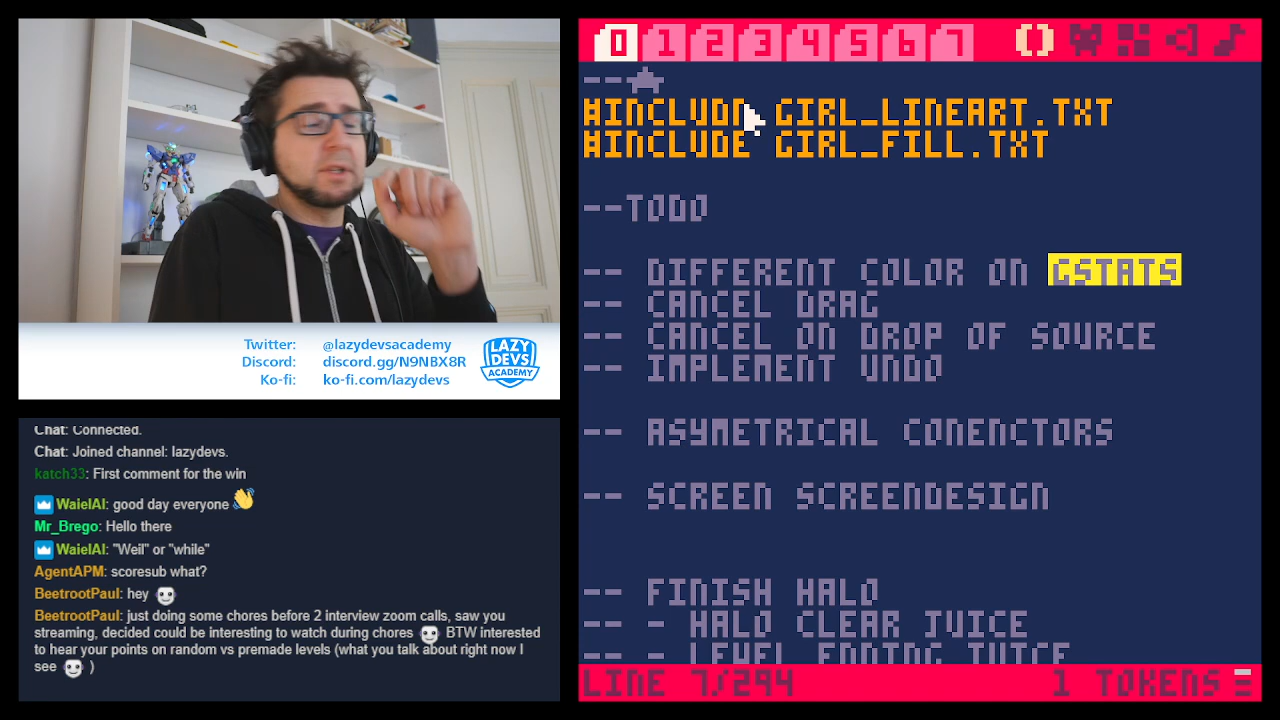 Twitter: @lazydevsacademy
Discord: discord.gg/N9NBX8R
Ko-fi: ko-fi.com/lazydevs
LAZY
DEVS
ACADEMY
Chat: Connected.
Chat: Joined channel: lazydevs.
katch33: First comment for the win
WaielAl: good day everyone
Mr_Brego: Hello there
WaielAl: "Weil" or "while"
AgentAPM: scoresub what?
BeetrootPaul: hey
BeetrootPaul: just doing some chores before 2 interview zoom calls, saw you
streaming, decided could be interesting to watch during chores BTW interested
to hear your points on random vs premade levels (what you talk about right now I
see )
0 1 2 3 4 5 6 7
--
#INCLUDE GIRL_LINEART.TXT
#INCLUDE GIRL_FILL.TXT
--TODO
-- DIFFERENT COLOR ON CSTATS
-- CANCEL DRAG
-- CANCEL ON DROP OF SOURCE
-- IMPLEMENT UNDO
-- ASYMETRICAL CONENCTORS
-- SCREEN SCREENDESIGN
-- FINISH HALO
-- - HALO CLEAR JUICE
-- - LEVEL ENDING JUICE
LINE 7/294
1 TOKENS